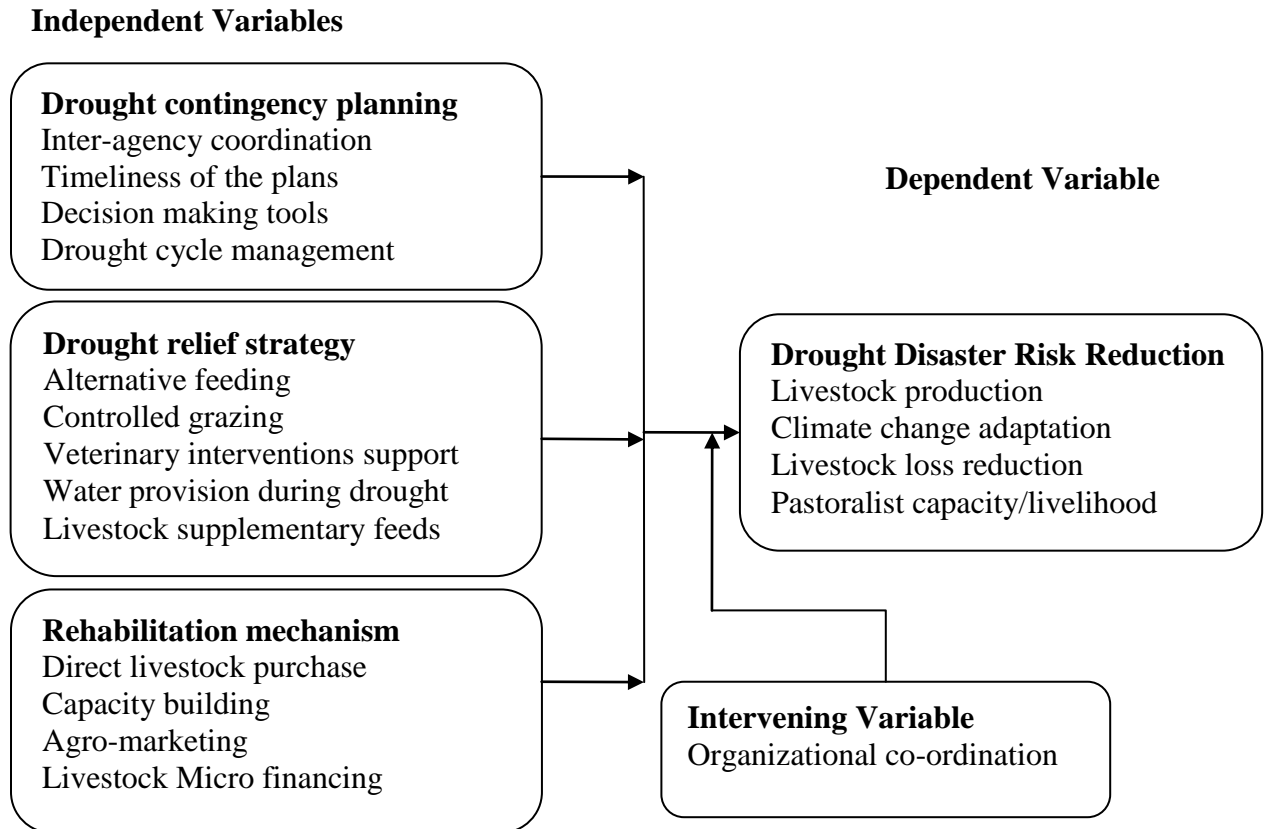 Independent Variables
Drought contingency planning
Inter-agency coordination
Timeliness of the plans
Decision making tools
Drought cycle management
Drought relief strategy
Alternative feeding
Controlled grazing
Veterinary interventions support
Water provision during drought
Livestock supplementary feeds
Rehabilitation mechanism
Direct livestock purchase
Capacity building
Agro-marketing
Livestock Micro financing
Dependent Variable
Drought Disaster Risk Reduction
Livestock production
Climate change adaptation
Livestock loss reduction
Pastoralist capacity/livelihood
Intervening Variable
Organizational co-ordination